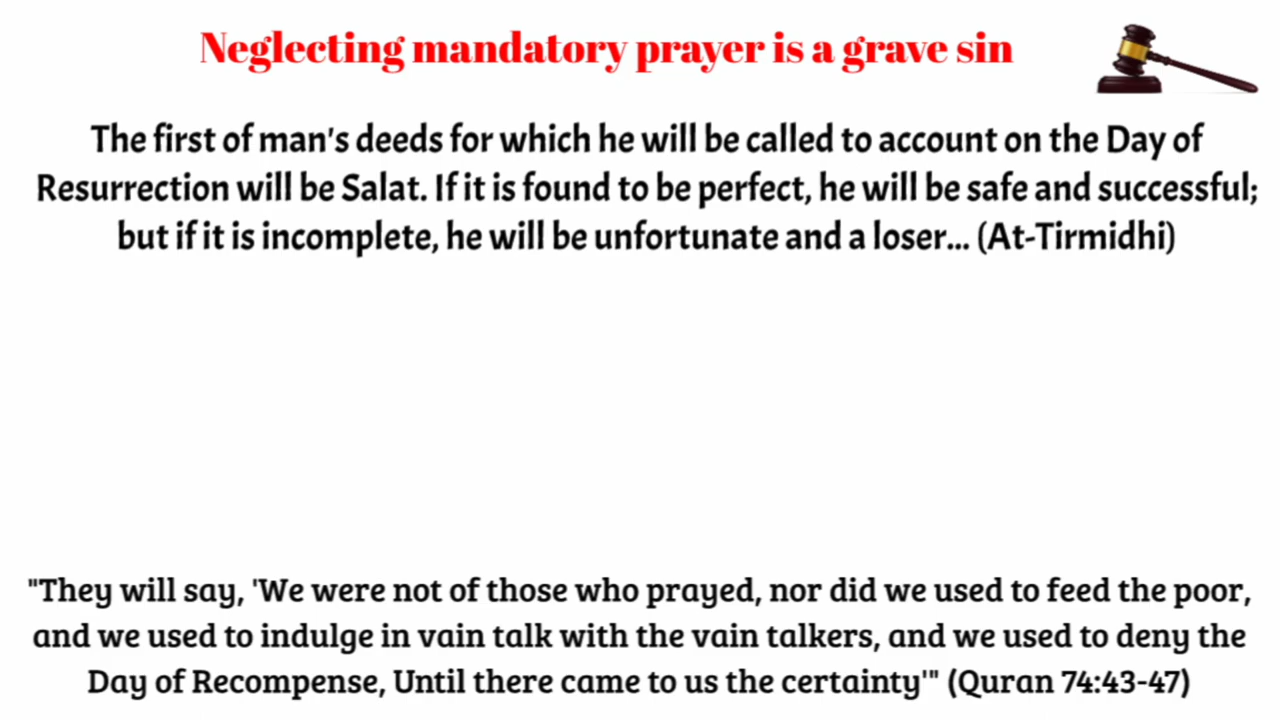 Neglecting mandatory prayer is a grave sin
The first of man's deeds for which he will be called to account on the Day of
Resurrection will be Salat. If it is found to be perfect, he will be safe and successful;
but if it is incomplete, he will be unfortunate and a loser... (At-Tirmidhi)
"They will say, 'We were not of those who prayed, nor did we used to feed the poor,
and we used to indulge in vain talk with the vain talkers, and we used to deny the
Day of Recompense, Until there came to us the certainty'" (Quran 74:43-47)